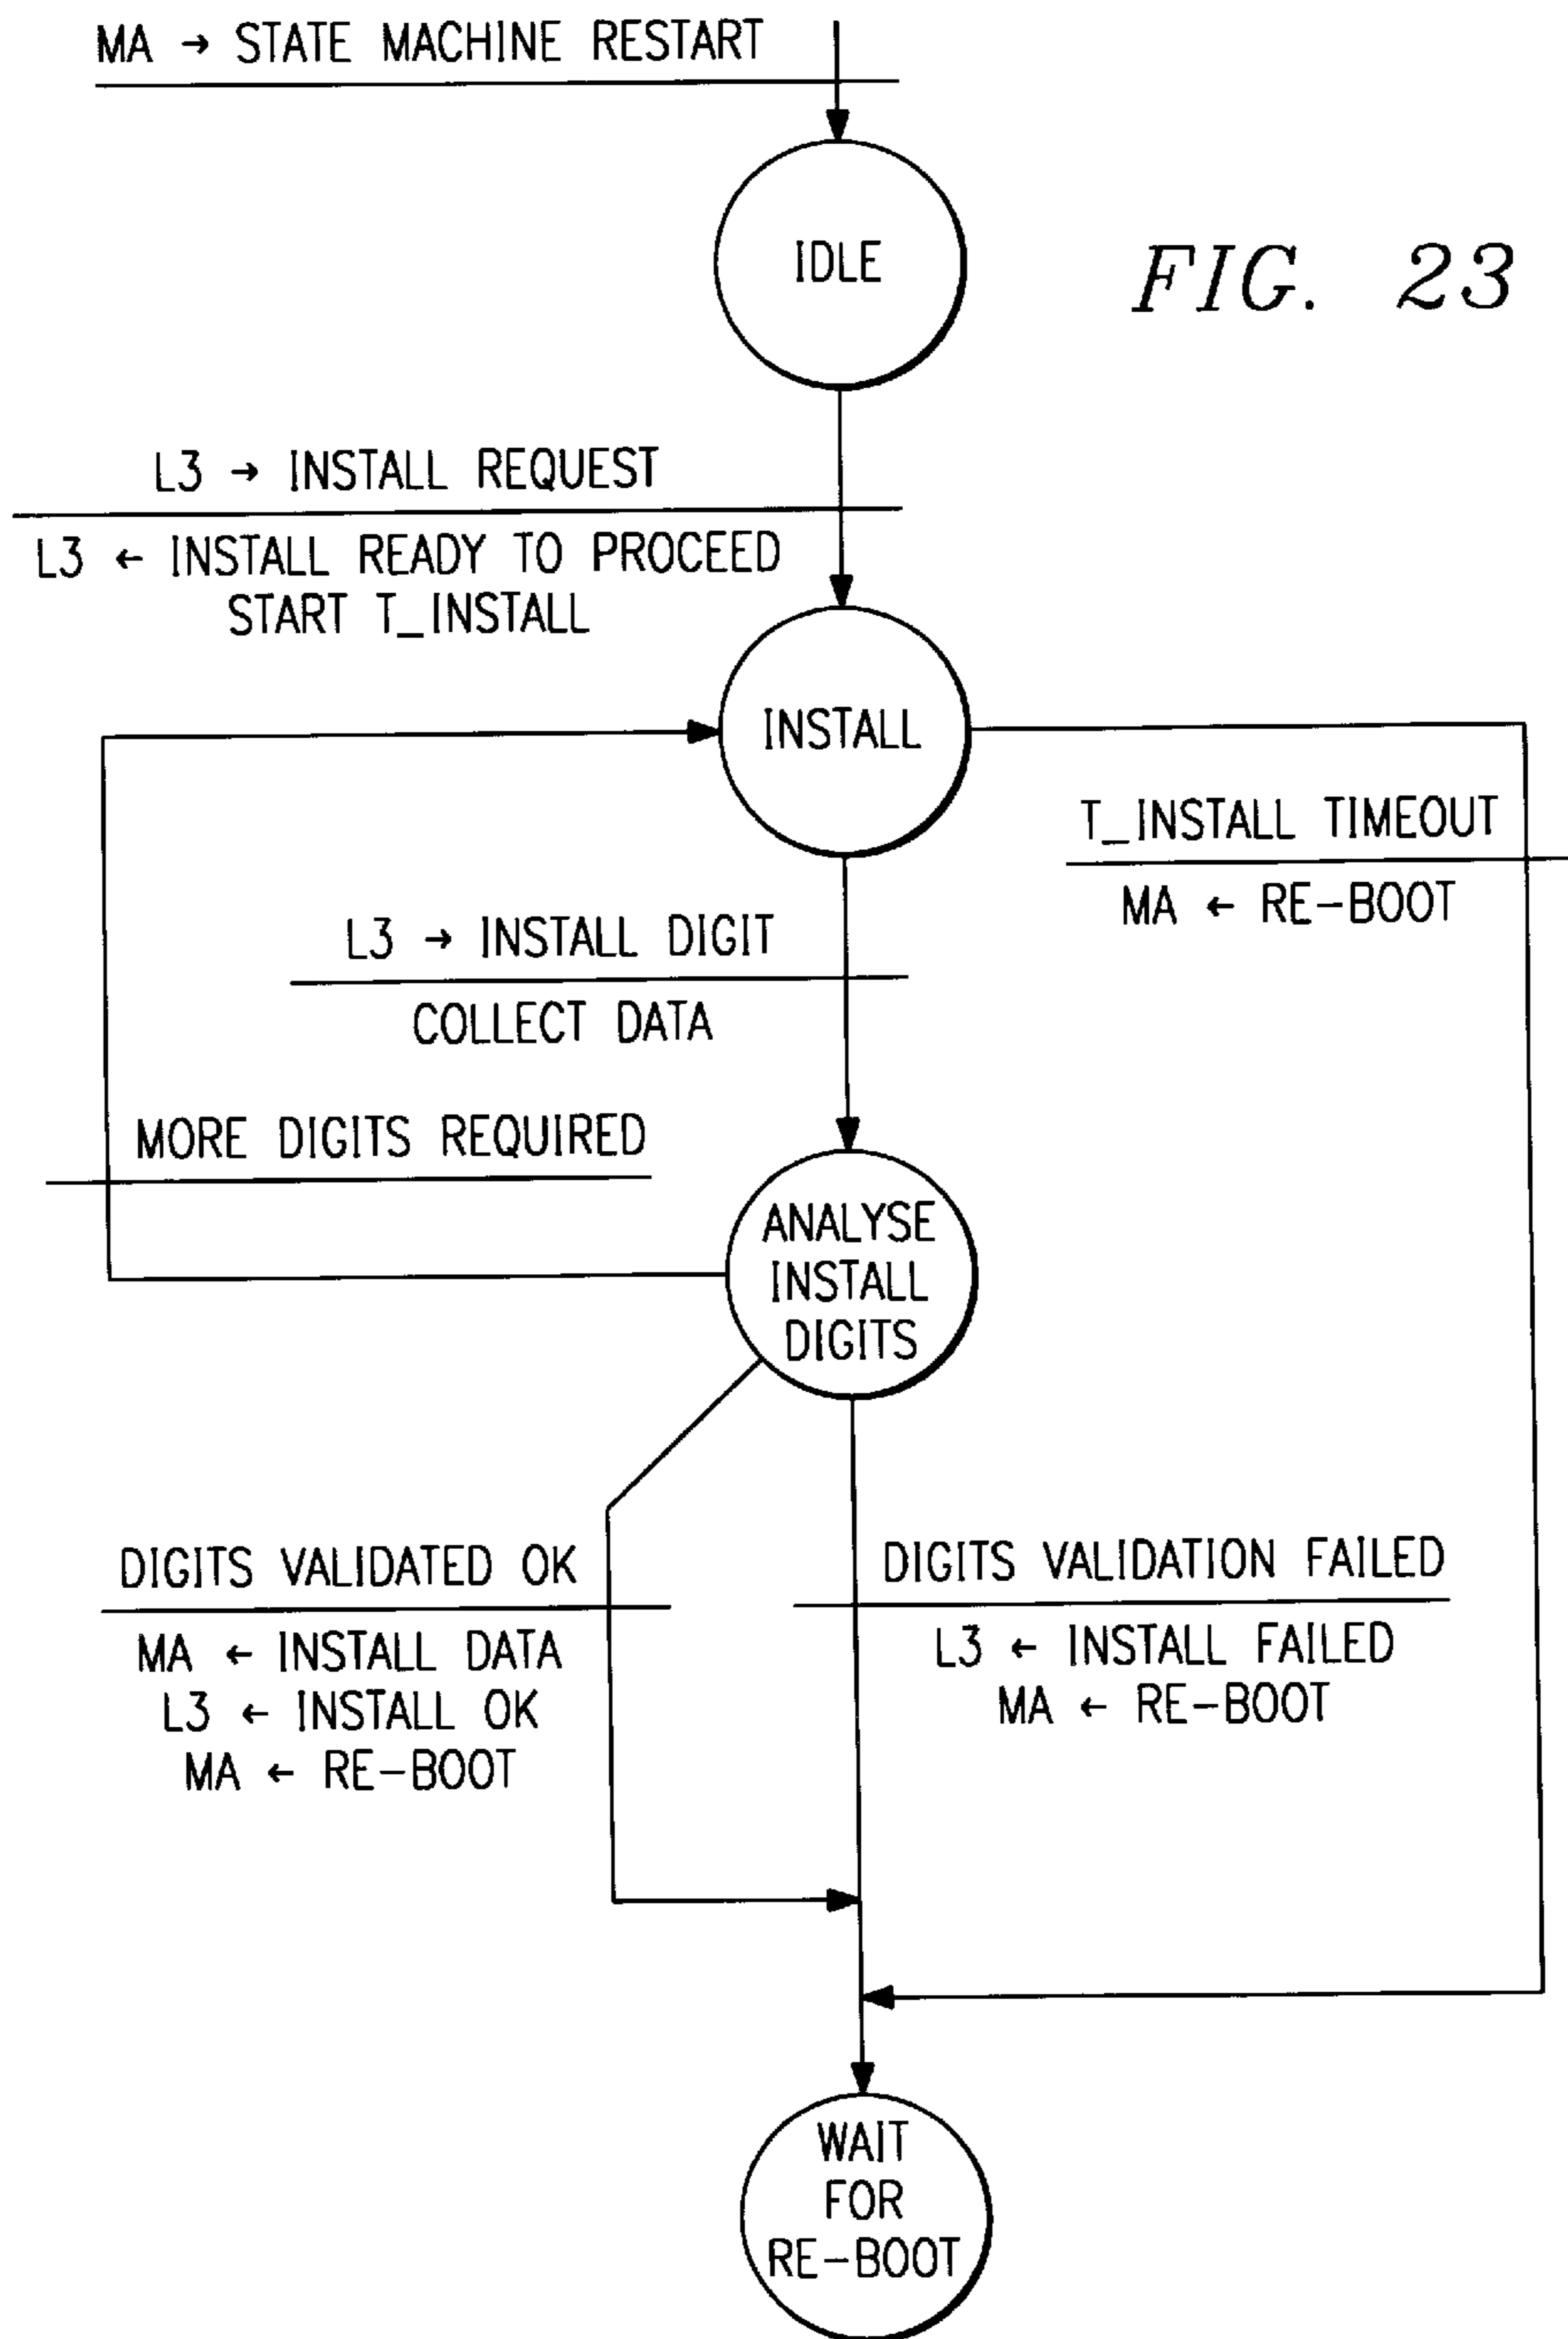 MA → STATE MACHINE RESTART
IDLE
FIG. 23
L3 → INSTALL REQUEST
L3 ← INSTALL READY TO PROCEED
START T_INSTALL
INSTALL
T_INSTALL TIMEOUT
MA ← RE-BOOT
L3 → INSTALL DIGIT
COLLECT DATA
MORE DIGITS REQUIRED
ANALYSE
INSTALL
DIGITS
DIGITS VALIDATED OK
MA ← INSTALL DATA
L3 ← INSTALL OK
MA ← RE-BOOT
DIGITS VALIDATION FAILED
L3 ← INSTALL FAILED
MA ← RE-BOOT
WAIT
FOR
RE-BOOT